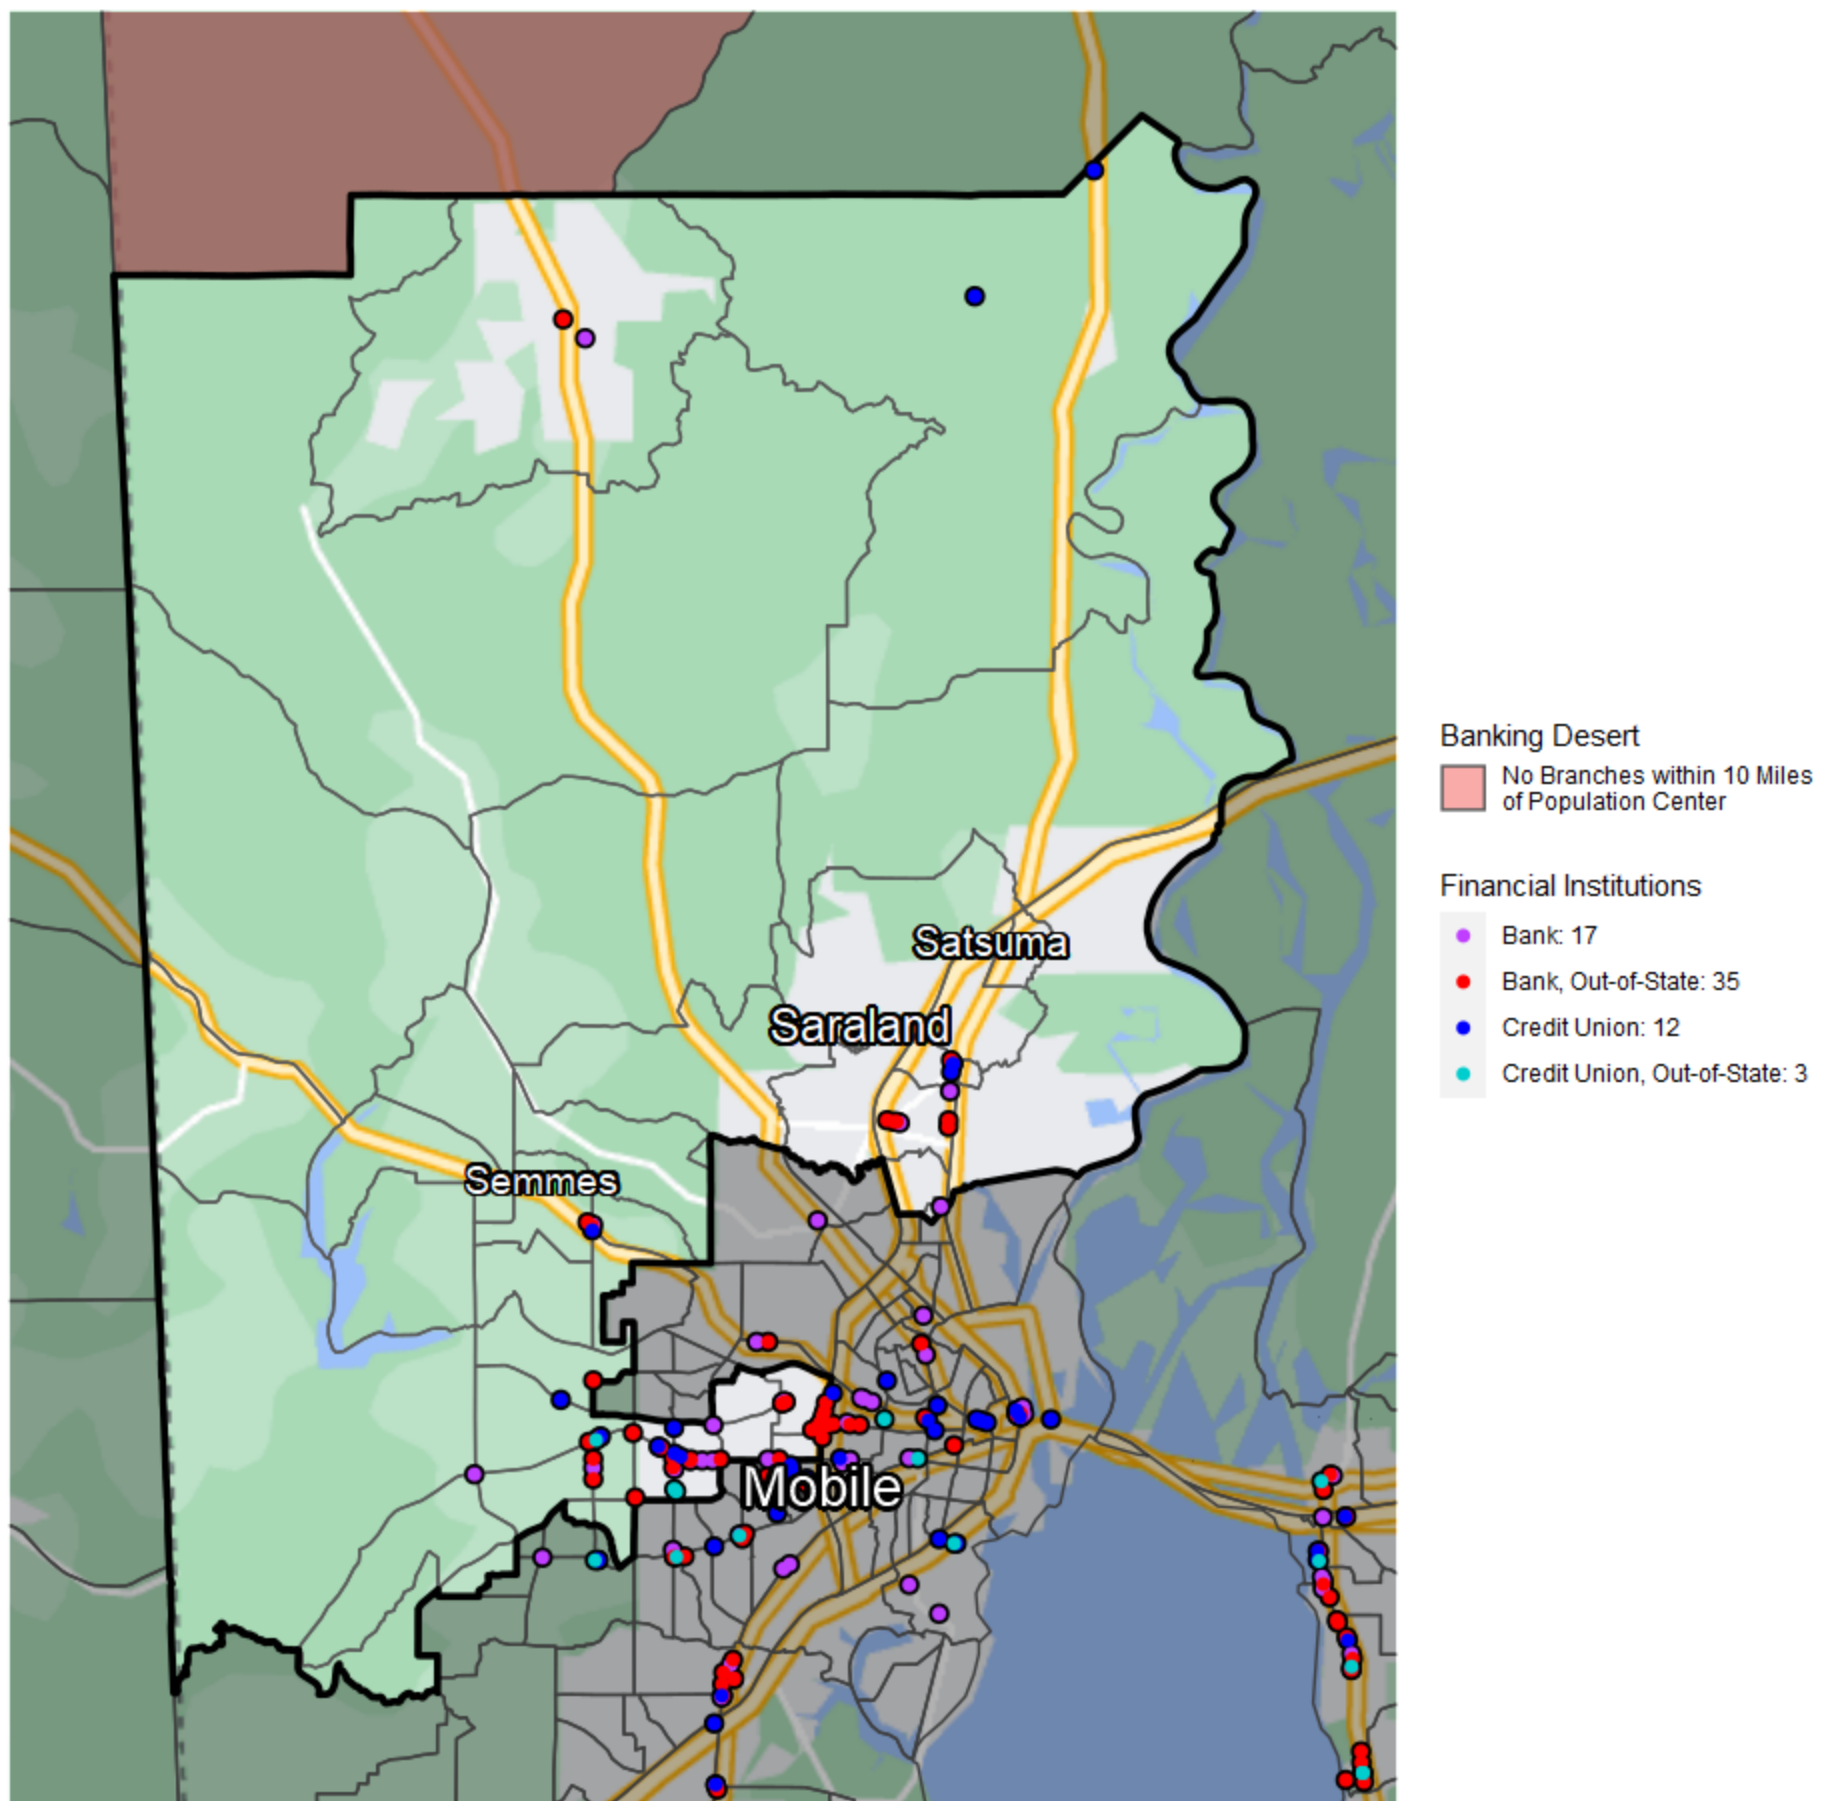 Satsuma
Saraland
Semmes
Mobile
Banking Desert
No Branches within 10 Miles
of Population Center
Financial Institutions
Bank: 17
Bank, Out-of-State: 35
Credit Union: 12
Credit Union, Out-of-State: 3